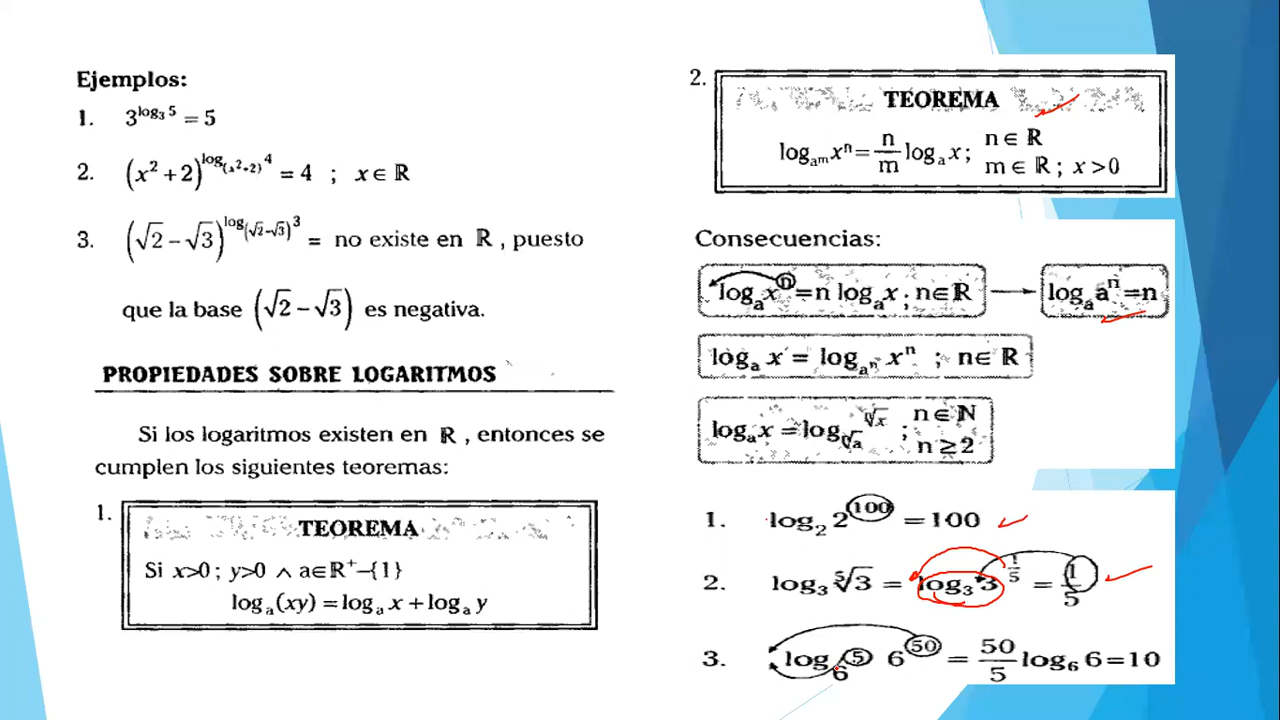 Ejemplos:
1. 3^{log_3 5} = 5
2. (x² + 2)^{log_{(x²+2)} 4} = 4 ; x ∈ ℝ
3. (√2 − √3)^{log_{(√2−√3)} 3} = no existe en ℝ, puesto
que la base (√2 − √3) es negativa.
PROPIEDADES SOBRE LOGARITMOS
Si los logaritmos existen en ℝ, entonces se
cumplen los siguientes teoremas:
1. TEOREMA
Si x>0; y>0 ∧ a∈ℝ⁺−{1}
log_a(xy) = log_a x + log_a y
2. TEOREMA
log_{a^m} x^n = n/m log_a x; n ∈ ℝ
m ∈ ℝ; x > 0
Consecuencias:
log_a x^n = n log_a x; n∈ℝ → log_a a^n = n
log_a x = log_{a^n} x^n ; n∈ ℝ
log_a x = log_{ⁿ√a} ⁿ√x ; n∈ℕ
n ≥ 2
1. log_2 2^{100} = 100
2. log_3 ⁵√3 = log_3 3^{1/5} = 1/5
3. log_{6^5} 6^{50} = 50/5 log_6 6 = 10